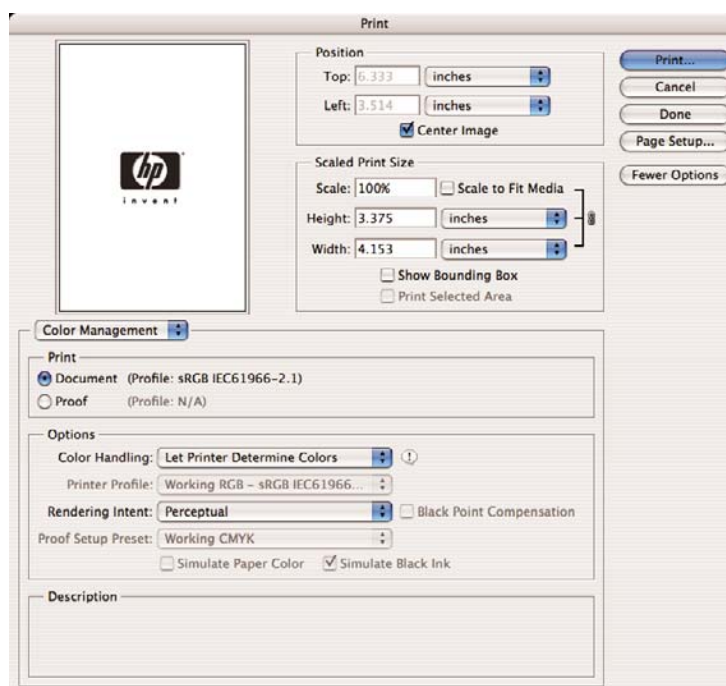 Print
hp
invent
Position
Top: 6.333 inches
Left: 3.514 inches
Center Image
Scaled Print Size
Scale: 100% Scale to Fit Media
Height: 3.375 inches
Width: 4.153 inches
Show Bounding Box
Print Selected Area
Print...
Cancel
Done
Page Setup...
Fewer Options
Color Management
Print
Document (Profile: sRGB IEC61966-2.1)
Proof (Profile: N/A)
Options
Color Handling: Let Printer Determine Colors
Printer Profile: Working RGB - sRGB IEC61966...
Rendering Intent: Perceptual Black Point Compensation
Proof Setup Preset: Working CMYK
Simulate Paper Color Simulate Black Ink
Description